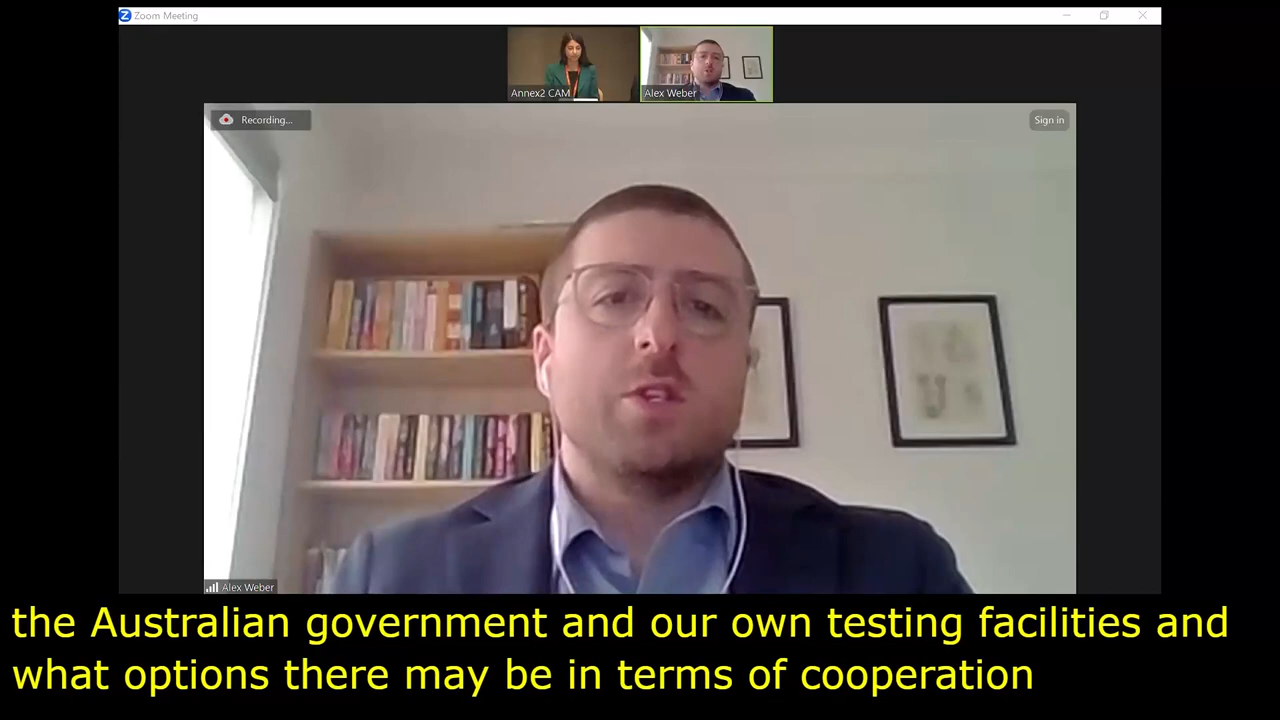 Zoom Meeting
Annex2 CAM
Alex Weber
Recording...
Sign in
Alex Weber
the Australian government and our own testing facilities and
what options there may be in terms of cooperation